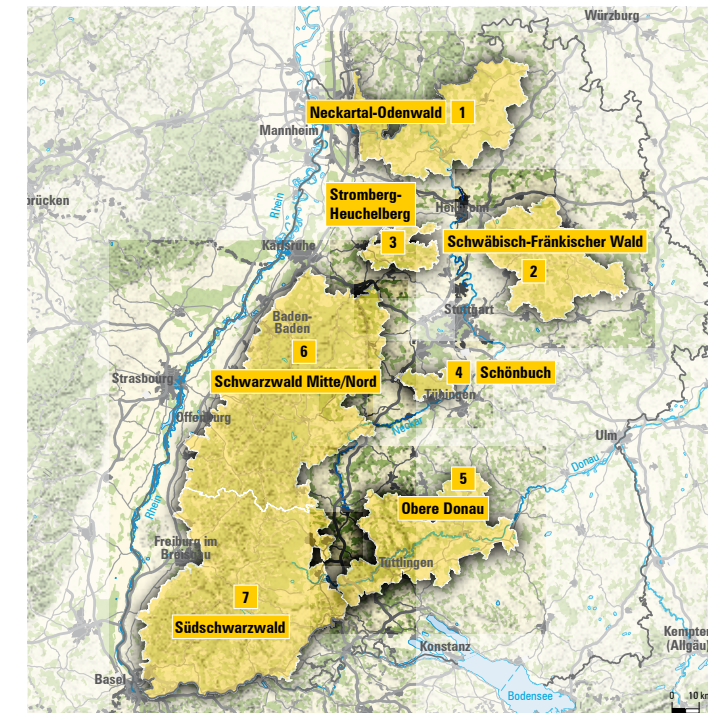 Würzburg
Neckartal-Odenwald 1
Mannheim
Rhein
Stromberg-
Heuchelberg
3
Heilbronn
Schwäbisch-Fränkischer Wald
2
Karlsruhe
Stuttgart
Baden-
Baden
6
Schwarzwald Mitte/Nord
Strasbourg
4 Schönbuch
Tübingen
Offenburg
Neckar
Ulm
Donau
5
Obere Donau
Rhein
Freiburg im
Breisgau
Tuttlingen
7
Südschwarzwald
Konstanz
Kempten
(Allgäu)
Basel
Bodensee
0 10 km